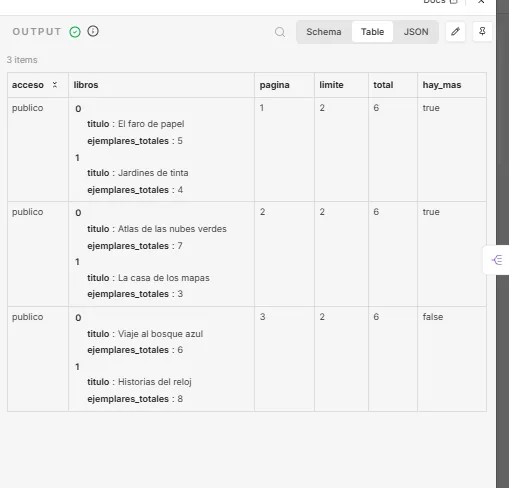 Docs
OUTPUT
Schema Table JSON
3 items
acceso libros pagina limite total hay_mas
publico 0 1 2 6 true
titulo : El faro de papel
ejemplares_totales : 5
1
titulo : Jardines de tinta
ejemplares_totales : 4
publico 0 2 2 6 true
titulo : Atlas de las nubes verdes
ejemplares_totales : 7
1
titulo : La casa de los mapas
ejemplares_totales : 3
publico 0 3 2 6 false
titulo : Viaje al bosque azul
ejemplares_totales : 6
1
titulo : Historias del reloj
ejemplares_totales : 8